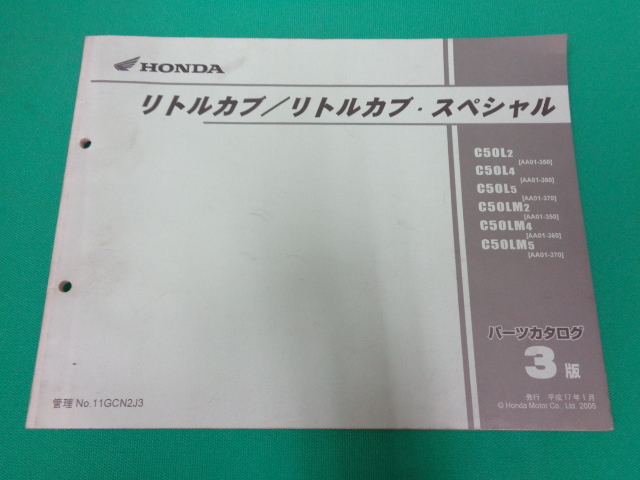 HONDA
リトルカブ／リトルカブ・スペシャル
C50L2
[AA01-350]
C50L4
[AA01-360]
C50L5
[AA01-370]
C50LM2
[AA01-350]
C50LM4
[AA01-360]
C50LM5
[AA01-370]
パーツカタログ
3版
管理 No.11GCN2J3
発行 平成17年1月
© Honda Motor Co., Ltd. 2005